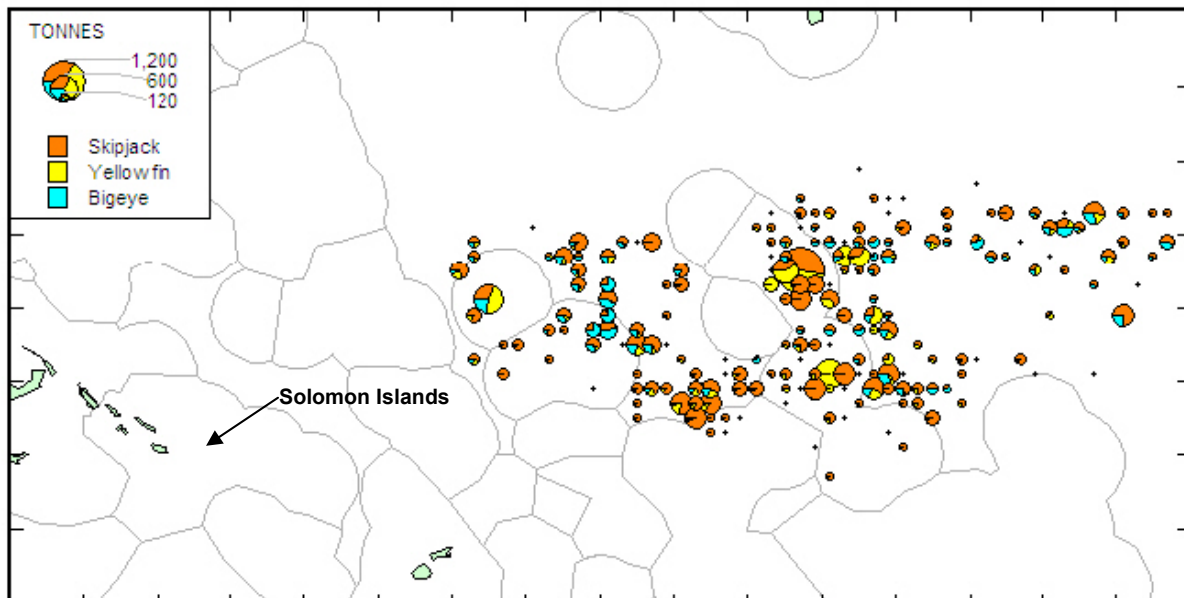 TONNES
1,200
600
120
Skipjack
Yellowfin
Bigeye
Solomon Islands